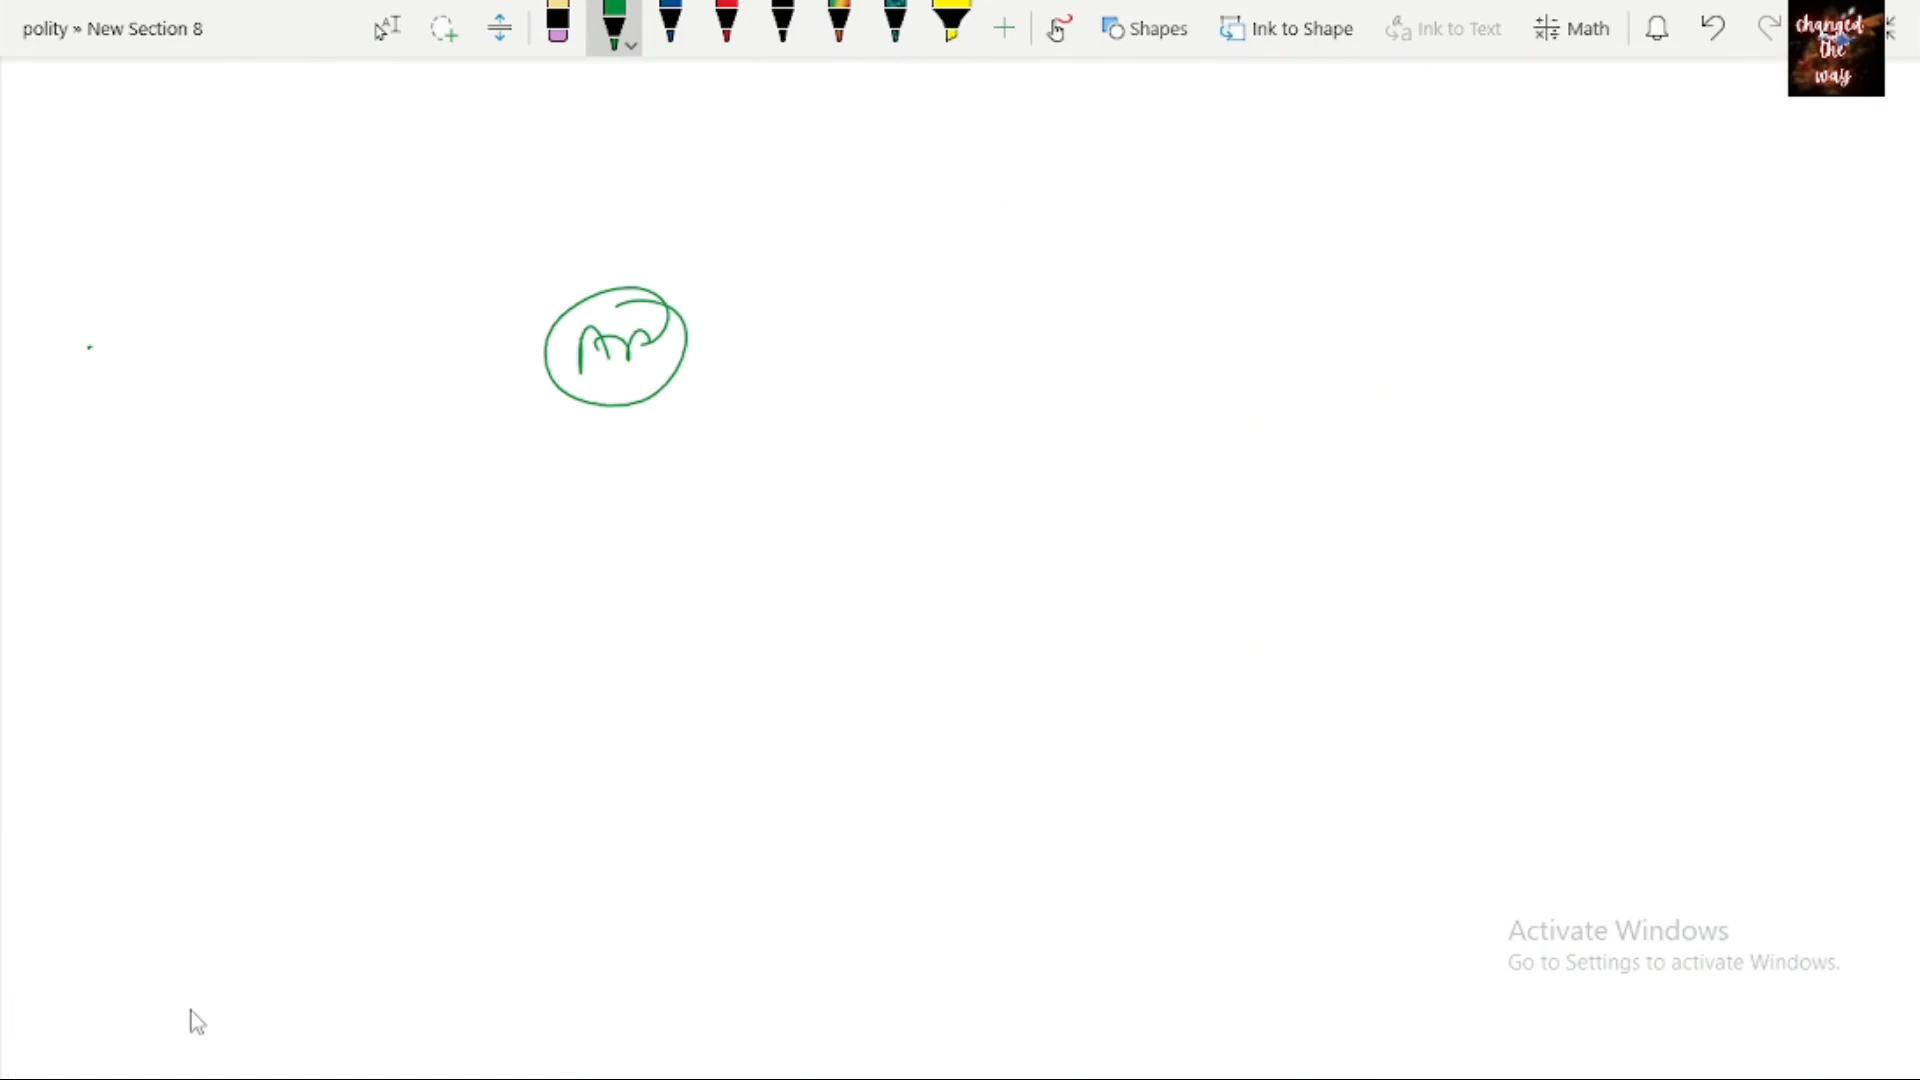 polity » New Section 8
Shapes
Ink to Shape
Ink to Text
Math
changed
the
way
Activate Windows
Go to Settings to activate Windows.